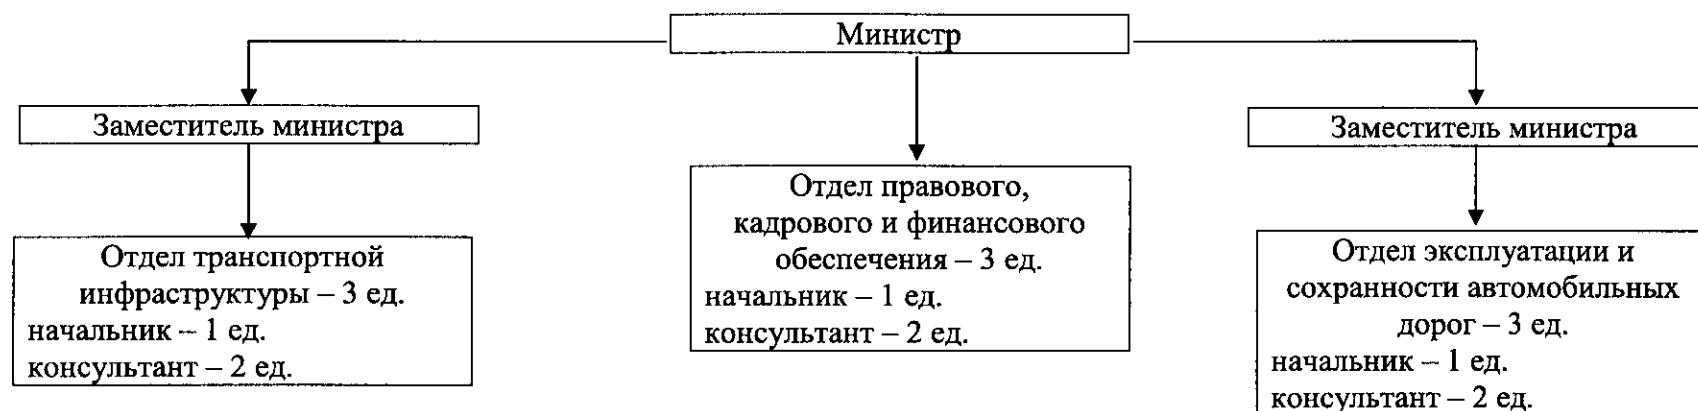 Министр
Заместитель министра
Заместитель министра
Отдел транспортной
инфраструктуры – 3 ед.
начальник – 1 ед.
консультант – 2 ед.
Отдел правового,
кадрового и финансового
обеспечения – 3 ед.
начальник – 1 ед.
консультант – 2 ед.
Отдел эксплуатации и
сохранности автомобильных
дорог – 3 ед.
начальник – 1 ед.
консультант – 2 ед.